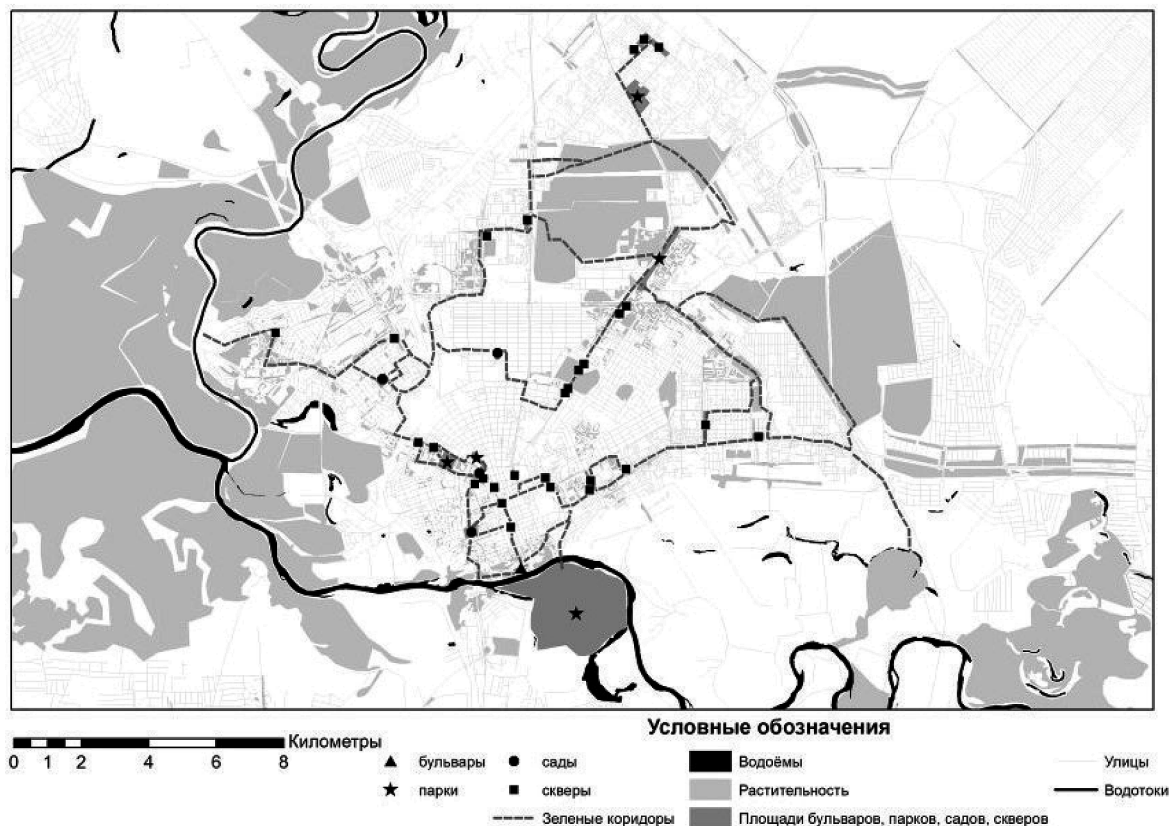 Условные обозначения
Километры
0 1 2 4 6 8
бульвары
сады
Водоёмы
Улицы
парки
скверы
Растительность
Водотоки
Зеленые коридоры
Площади бульваров, парков, садов, скверов